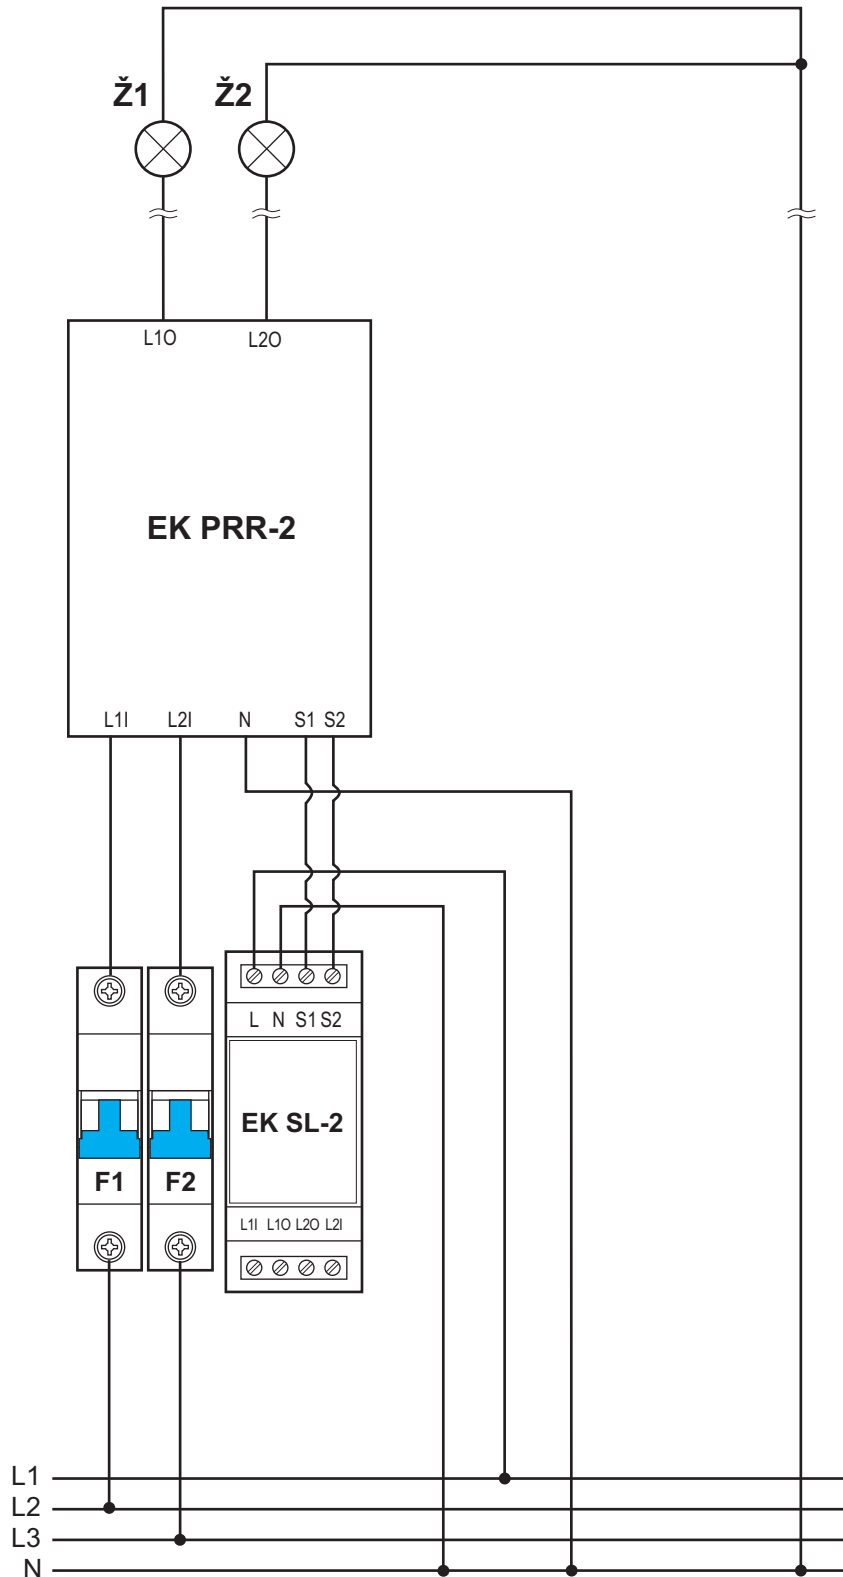 Ž1 Ž2
L1O L2O
EK PRR-2
L1I L2I N S1 S2
L N S1 S2
EK SL-2
F1 F2
L1I L1O L2O L2I
L1
L2
L3
N